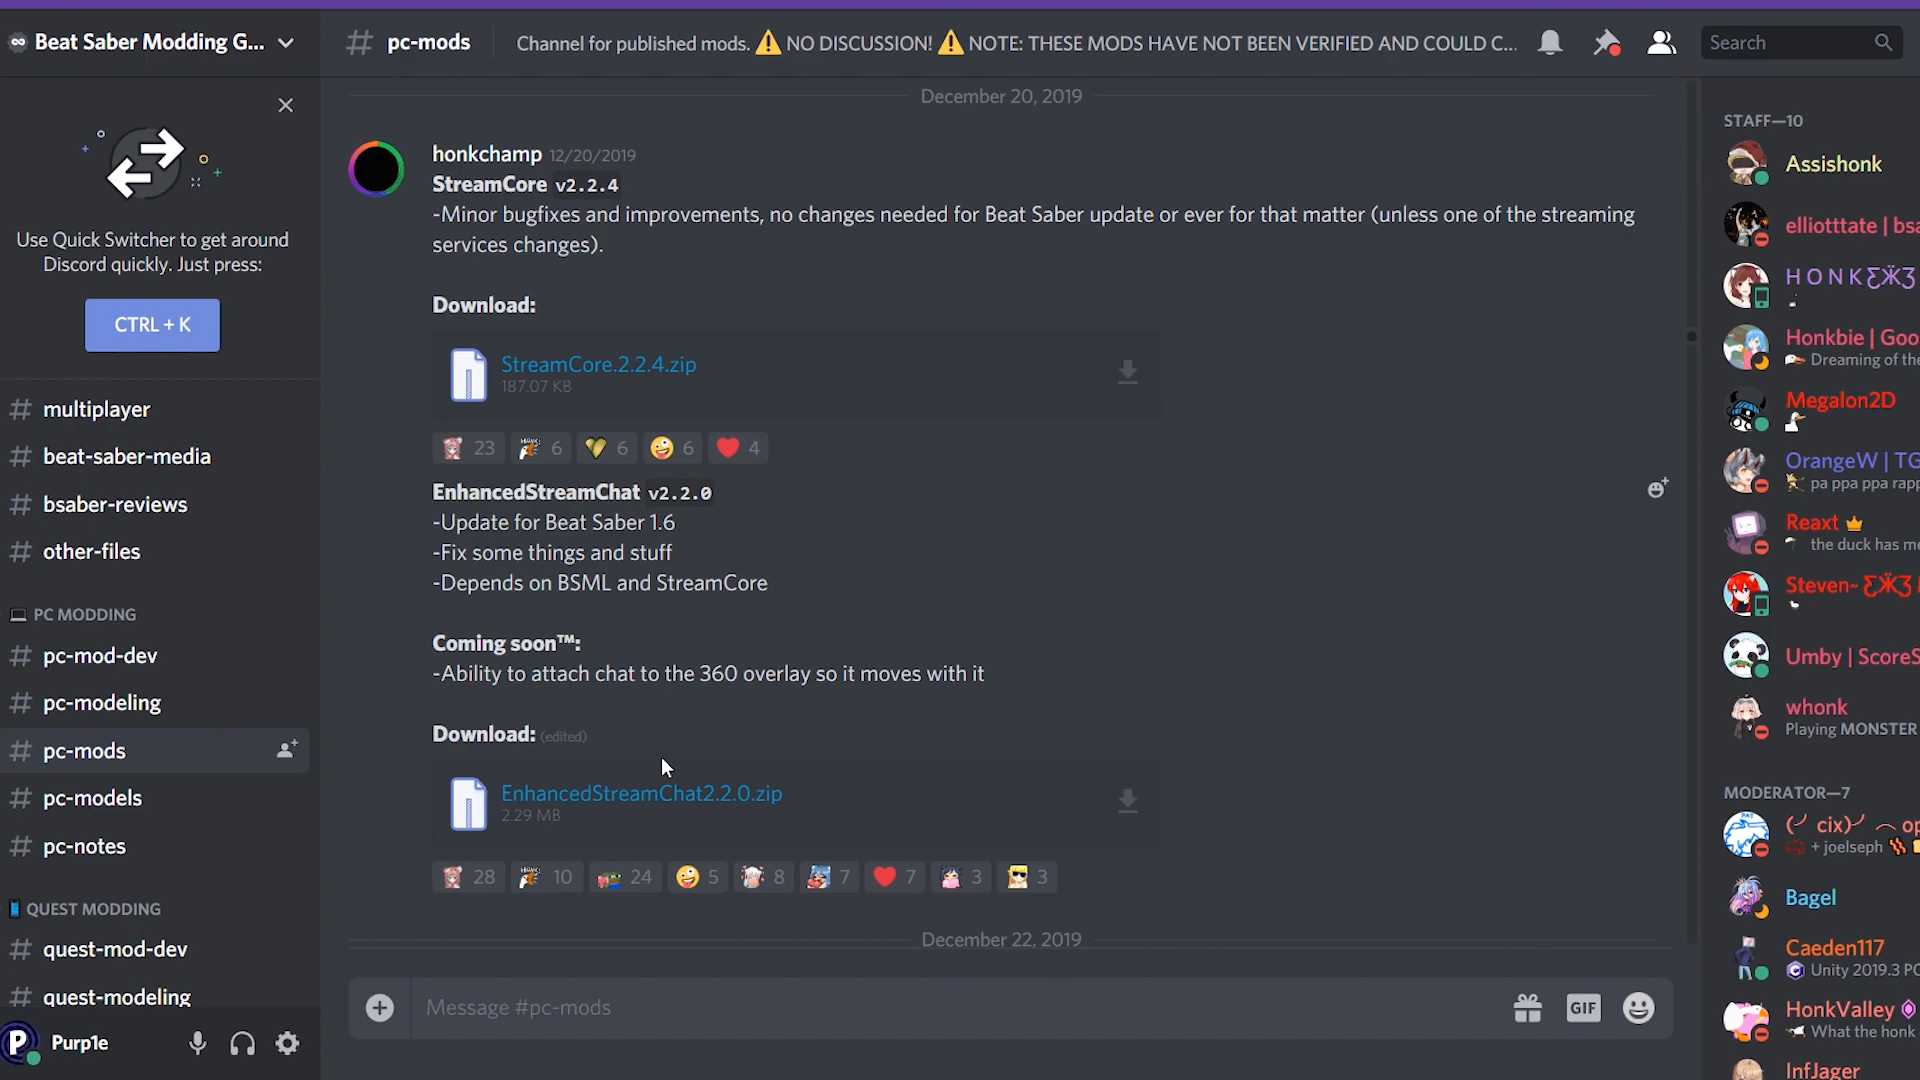 Beat Saber Modding G...
pc-mods
Channel for published mods. ⚠ NO DISCUSSION! ⚠ NOTE: THESE MODS HAVE NOT BEEN VERIFIED AND COULD C...
Search
Use Quick Switcher to get around
Discord quickly. Just press:
CTRL + K
# multiplayer
# beat-saber-media
# bsaber-reviews
# other-files
PC MODDING
# pc-mod-dev
# pc-modeling
# pc-mods
# pc-models
# pc-notes
QUEST MODDING
# quest-mod-dev
# quest-modeling
Purp1e
December 20, 2019
honkchamp 12/20/2019
StreamCore v2.2.4
-Minor bugfixes and improvements, no changes needed for Beat Saber update or ever for that matter (unless one of the streaming
services changes).
Download:
StreamCore.2.2.4.zip
187.07 KB
23 6 6 6 4
EnhancedStreamChat v2.2.0
-Update for Beat Saber 1.6
-Fix some things and stuff
-Depends on BSML and StreamCore
Coming soon™:
-Ability to attach chat to the 360 overlay so it moves with it
Download: (edited)
EnhancedStreamChat2.2.0.zip
2.29 MB
28 10 24 5 8 7 7 3 3
December 22, 2019
Message #pc-mods
GIF
STAFF—10
Assishonk
elliotttate | bsa
H O N K ƸӜƷ
Honkbie | Goo
Dreaming of the
Megalon2D
OrangeW | TG
pa ppa ppa rapp
Reaxt
the duck has me
Steven~ ƸӜƷ
Umby | ScoreS
whonk
Playing MONSTER
MODERATOR—7
cix)
+ joelseph
Bagel
Caeden117
Unity 2019.3 PC
HonkValley
What the honk
InfJager